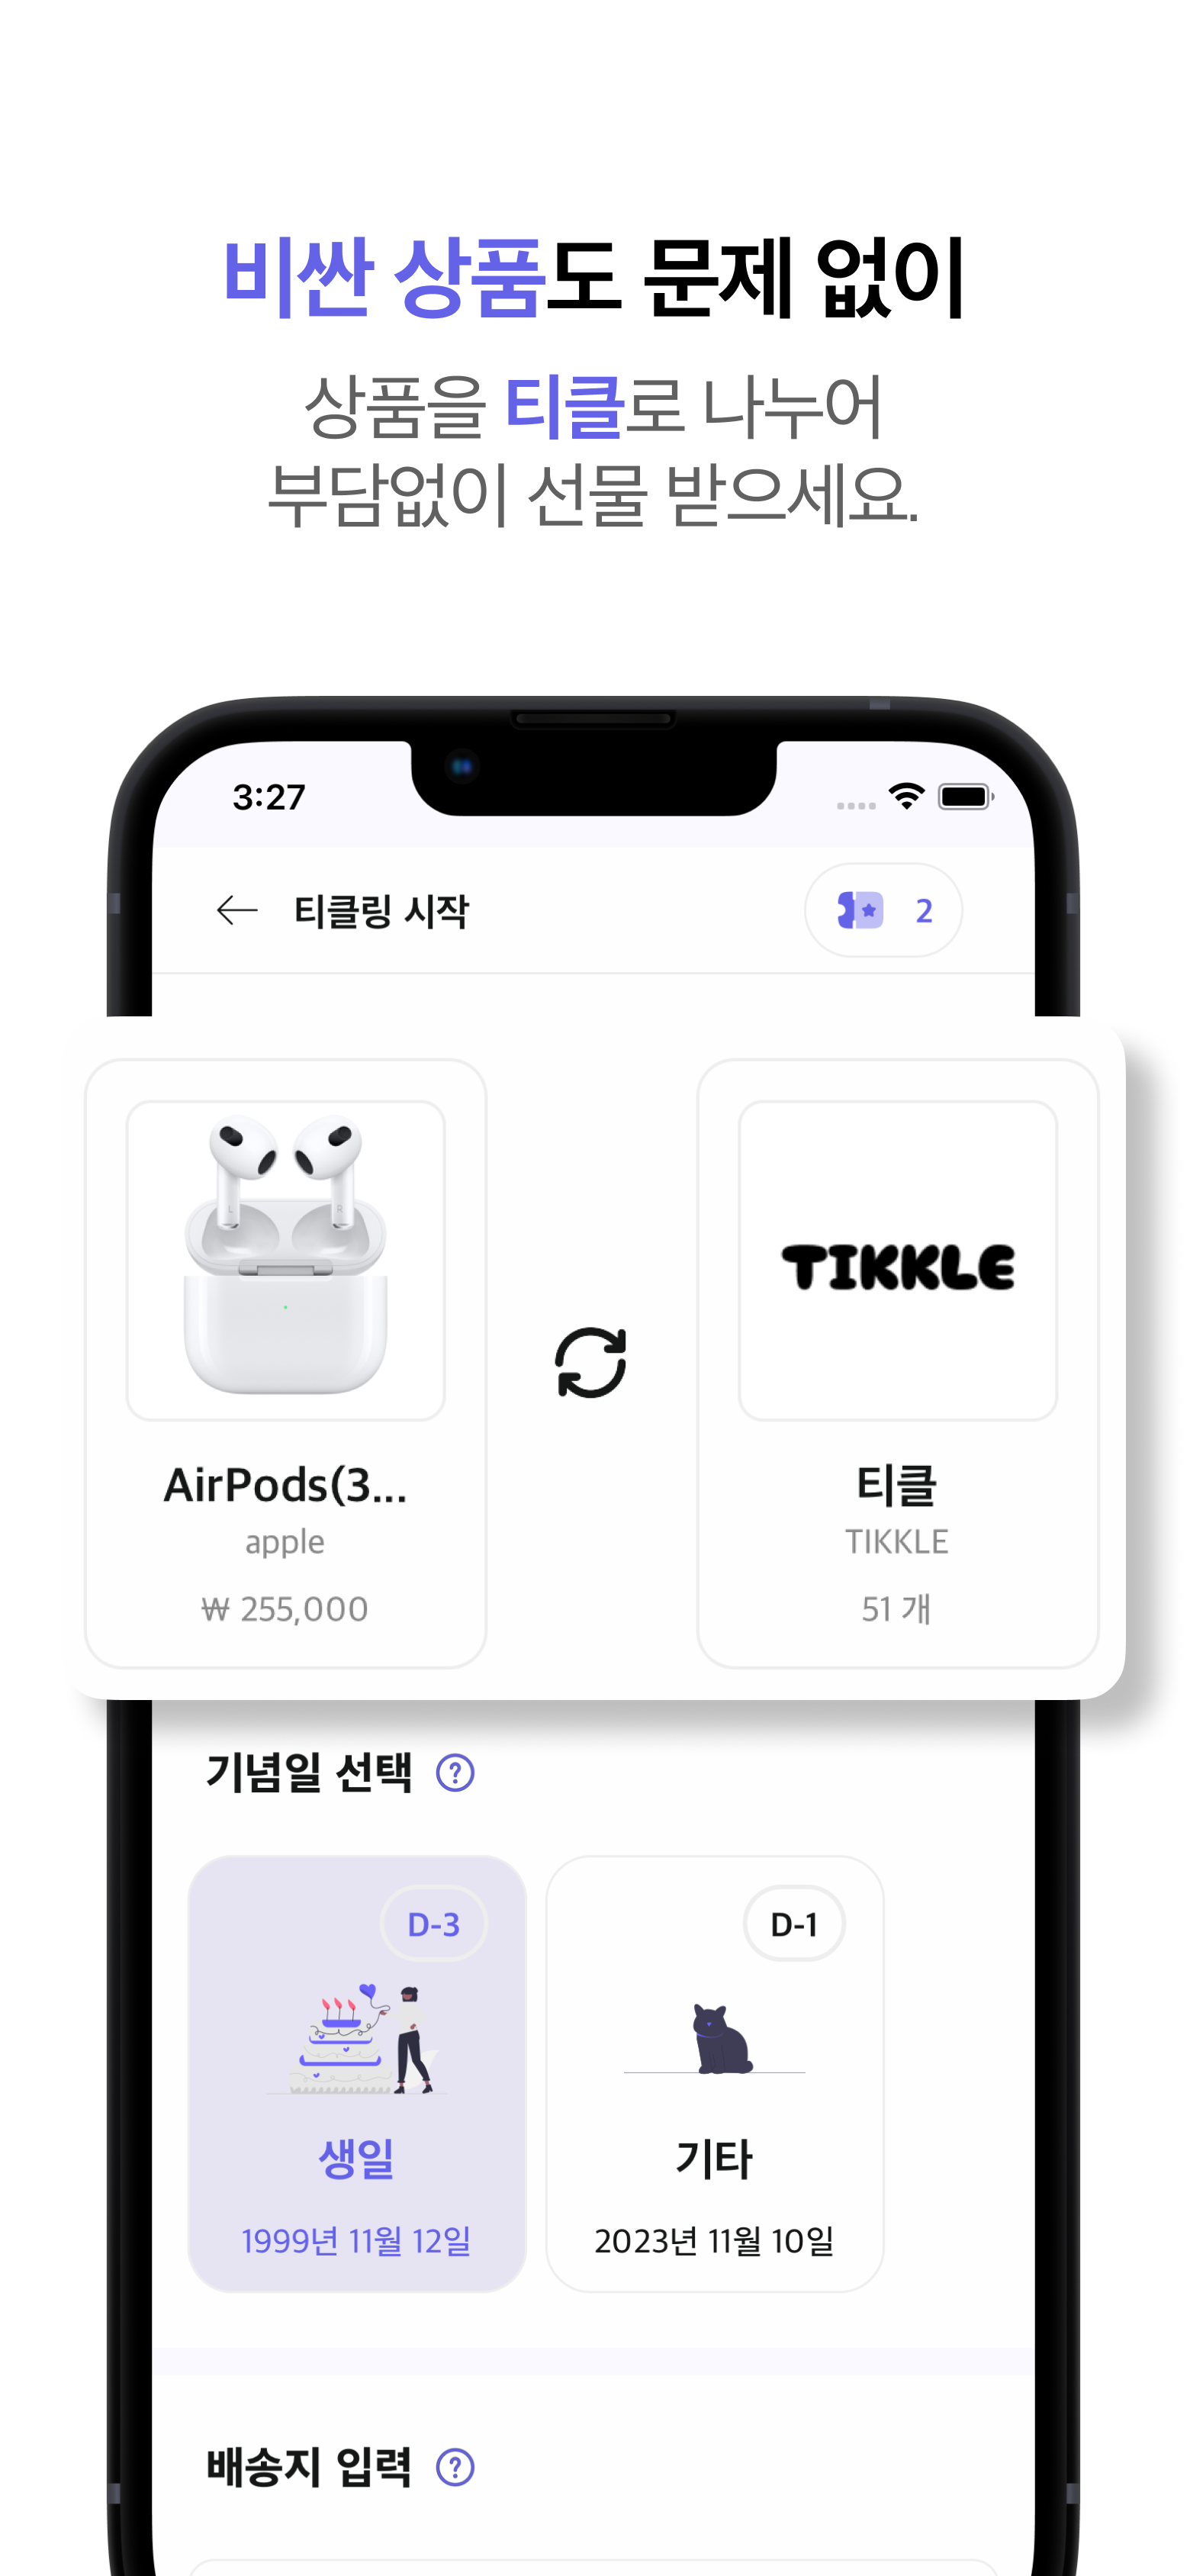 비싼 상품도 문제 없이
상품을 티클로 나누어
부담없이 선물 받으세요.
3:27
티클링 시작
2
L R
TIKKLE
AirPods(3...
apple
₩ 255,000
티클
TIKKLE
51 개
기념일 선택 ?
D-3
생일
1999년 11월 12일
D-1
기타
2023년 11월 10일
배송지 입력 ?